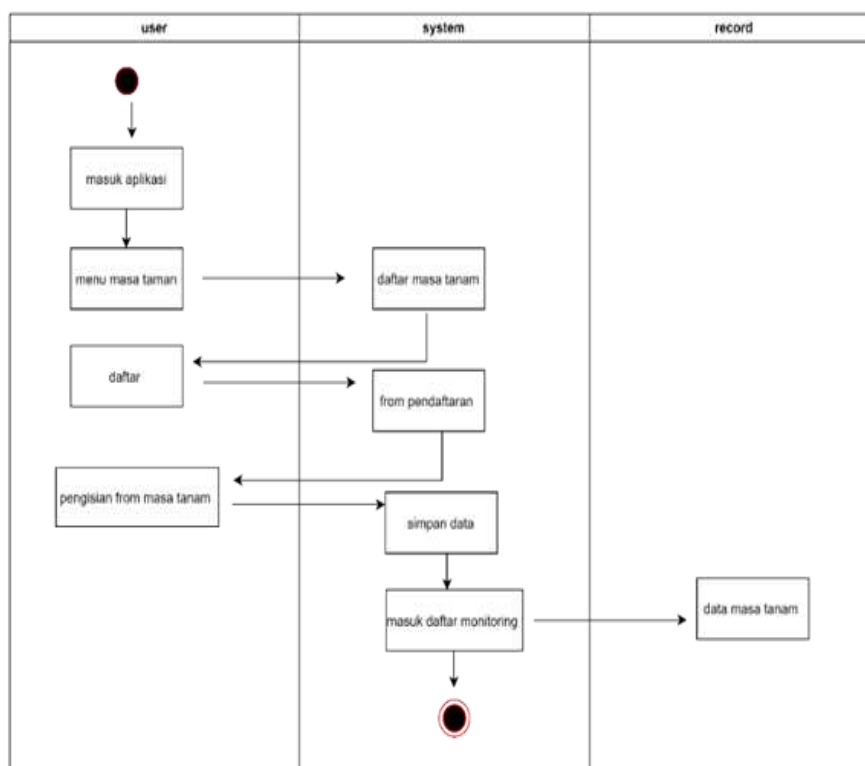 user
system
record
masuk aplikasi
menu masa taman
daftar masa tanam
daftar
from pendaftaran
pengisian from masa tanam
simpan data
masuk daftar monitoring
data masa tanam